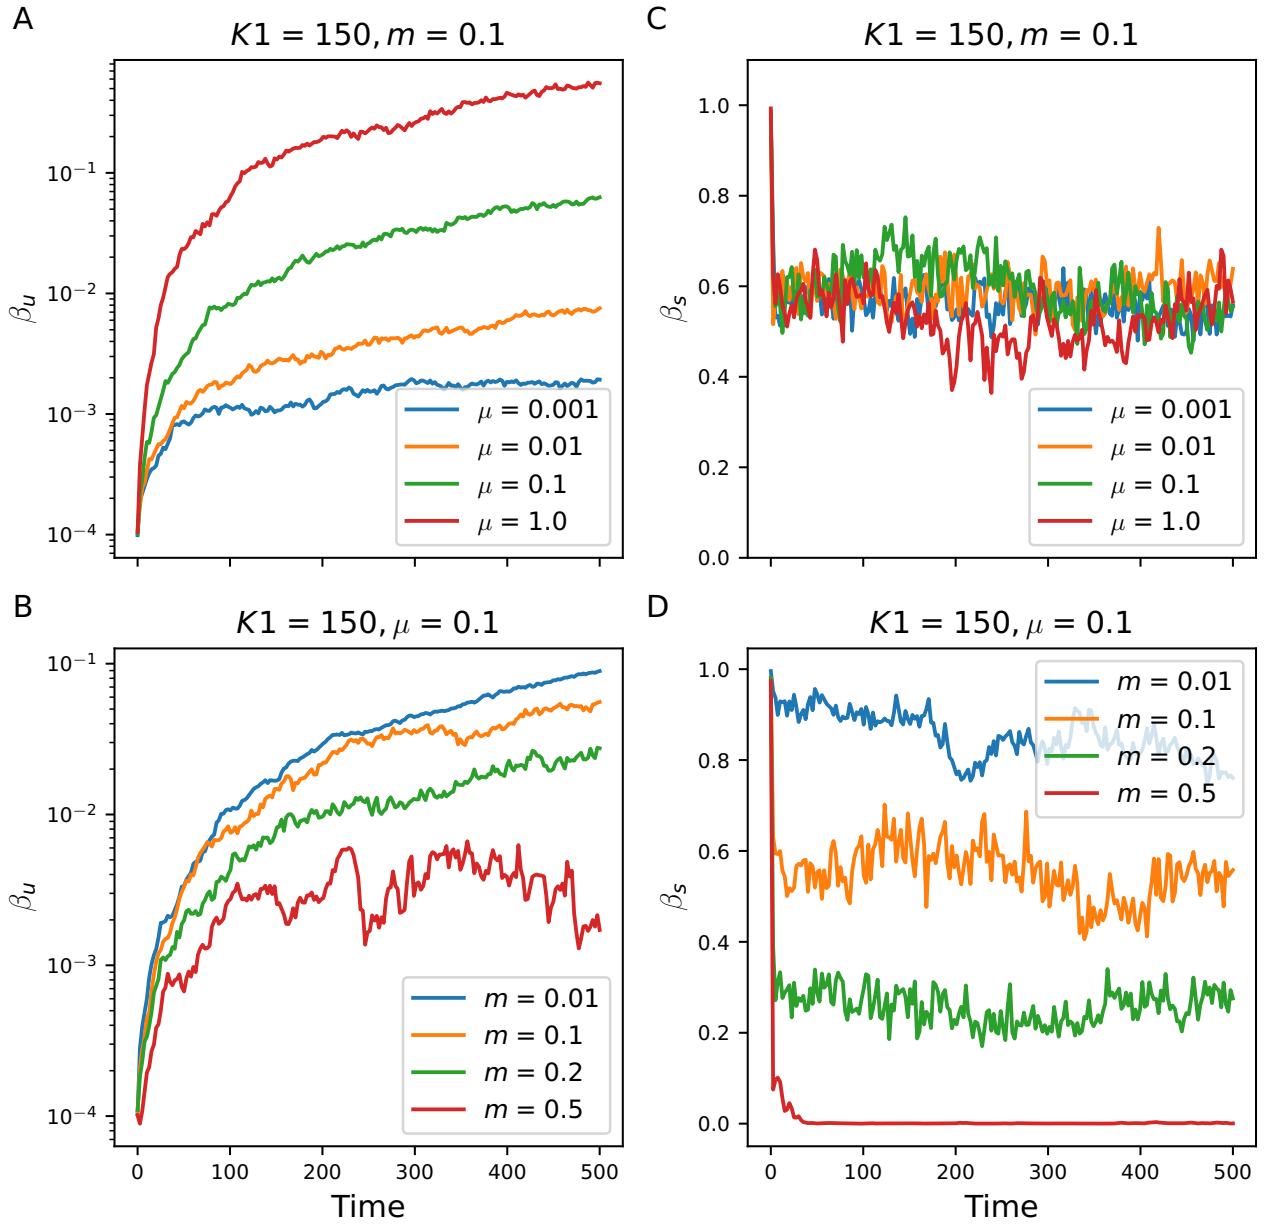 A
K1 = 150, m = 0.1
10⁻¹
10⁻²
10⁻³
10⁻⁴
βu
μ = 0.001
μ = 0.01
μ = 0.1
μ = 1.0
C
K1 = 150, m = 0.1
1.0
0.8
0.6
0.4
0.2
0.0
βs
μ = 0.001
μ = 0.01
μ = 0.1
μ = 1.0
B
K1 = 150, μ = 0.1
10⁻¹
10⁻²
10⁻³
10⁻⁴
βu
m = 0.01
m = 0.1
m = 0.2
m = 0.5
0 100 200 300 400 500
Time
D
K1 = 150, μ = 0.1
1.0
0.8
0.6
0.4
0.2
0.0
βs
m = 0.01
m = 0.1
m = 0.2
m = 0.5
0 100 200 300 400 500
Time